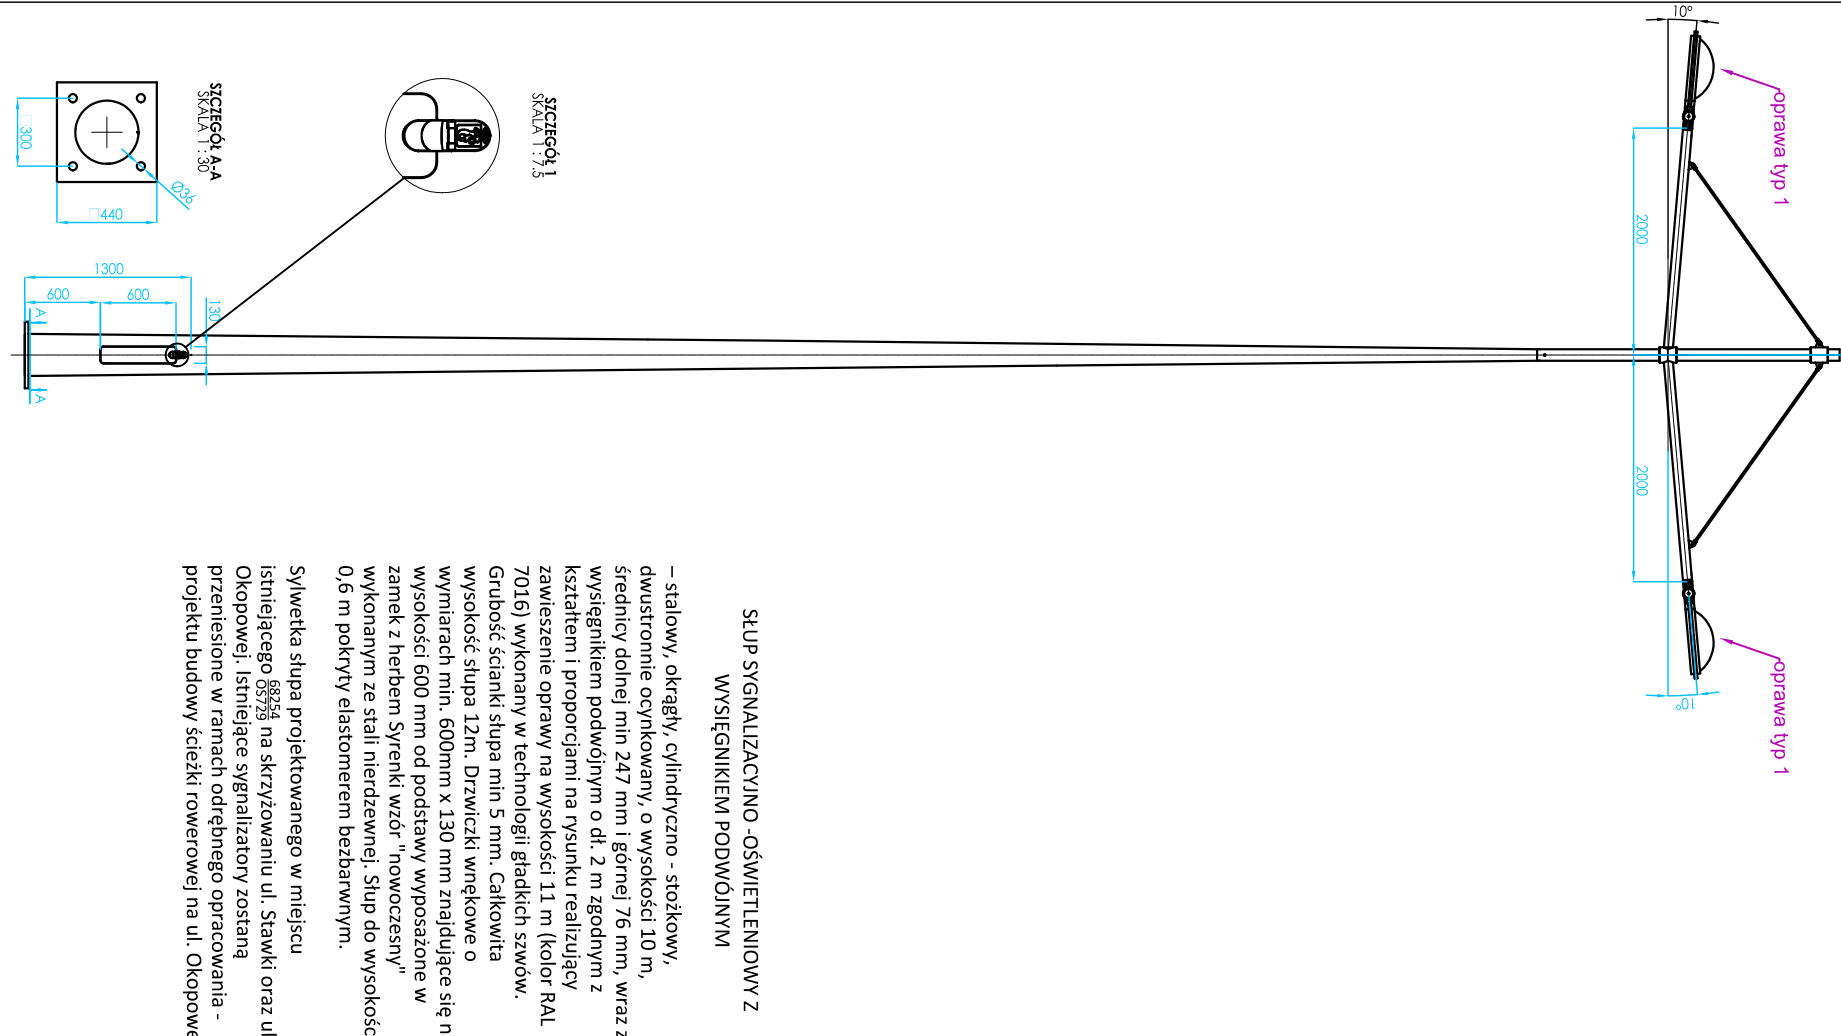 SZCZEGÓŁ A-A
SKALA 1 : 30
□300
Ø36
□440
SZCZEGÓŁ 1
SKALA 1 : 7.5
1300
600
600
130
A
A
10°
oprawa typ 1
2000
2000
oprawa typ 1
10°
SŁUP SYGNALIZACYJNO -OŚWIETLENIOWY Z
WYSIĘGNIKIEM PODWÓJNYM
– stalowy, okrągły, cylindryczno - stożkowy,
dwustronnie ocynkowany, o wysokości 10 m,
średnicy dolnej min 247 mm i górnej 76 mm, wraz z
wysięgnikiem podwójnym o dł. 2 m zgodnym z
kształtem i proporcjami na rysunku realizujący
zawieszenie oprawy na wysokości 11 m (kolor RAL
7016) wykonany w technologii gładkich szwów.
Grubość ścianki słupa min 5 mm. Całkowita
wysokość słupa 12m. Drzwiczki wnękowe o
wymiarach min. 600mm x 130 mm znajdujące się n
wysokości 600 mm od podstawy wyposażone w
zamek z herbem Syrenki wzór "nowoczesny"
wykonanym ze stali nierdzewnej. Słup do wysokośc
0,6 m pokryty elastomerem bezbarwnym.
Sylwetka słupa projektowanego w miejscu
istniejącego 68254 OS729 na skrzyżowaniu ul. Stawki oraz ul
Okopowej. Istniejące sygnalizatory zostaną
przeniesione w ramach odrębnego opracowania -
projektu budowy ścieżki rowerowej na ul. Okopowe